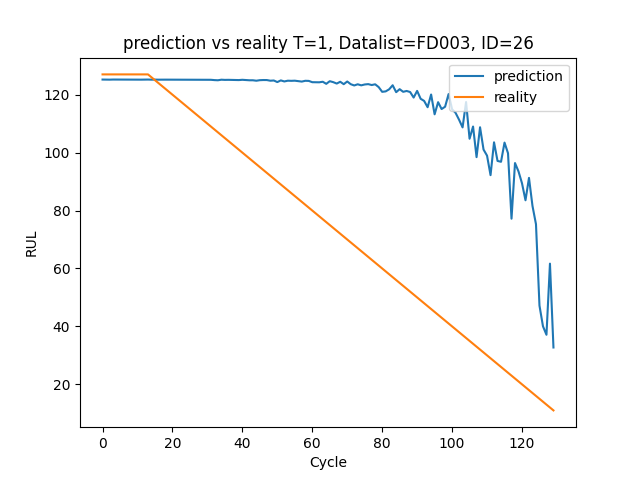 prediction vs reality T=1, Datalist=FD003, ID=26
prediction
reality
RUL
120
100
80
60
40
20
0 20 40 60 80 100 120
Cycle